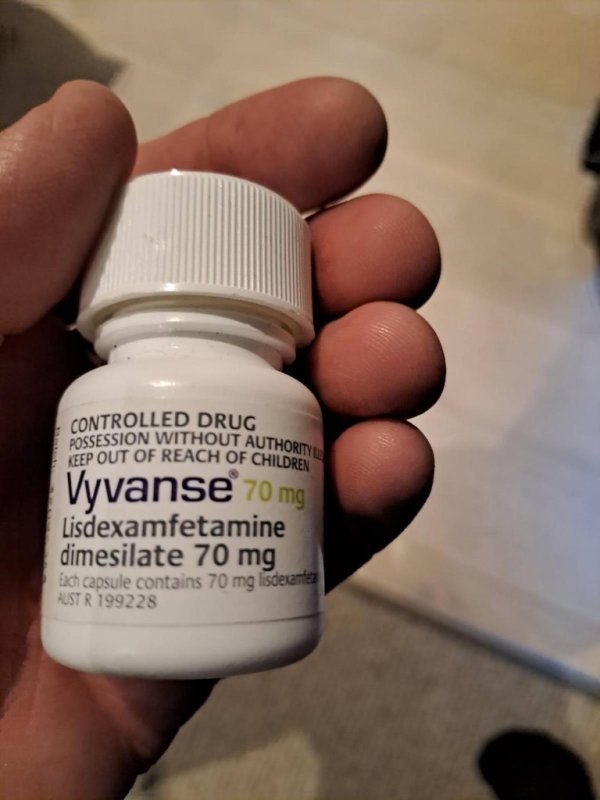 CONTROLLED DRUG
POSSESSION WITHOUT AUTHORITY
KEEP OUT OF REACH OF CHILDREN
Vyvanse® 70 mg
Lisdexamfetamine
dimesilate 70 mg
Each capsule contains 70 mg
AUST R 199228